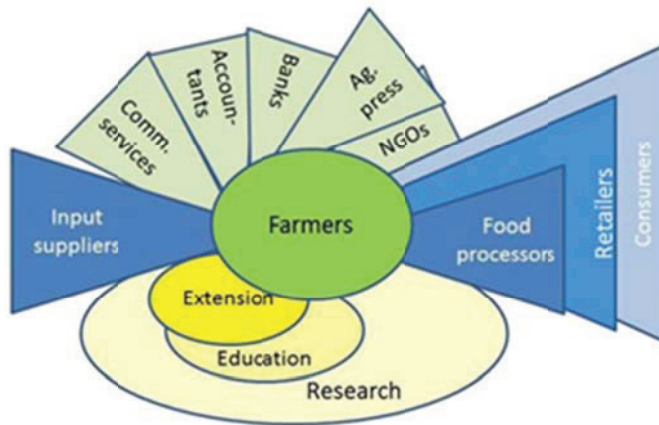 Comm.
services
Accoun-
tants
Banks
Ag.
press
NGOs
Input
suppliers
Farmers
Food
processors
Retailers
Consumers
Extension
Education
Research